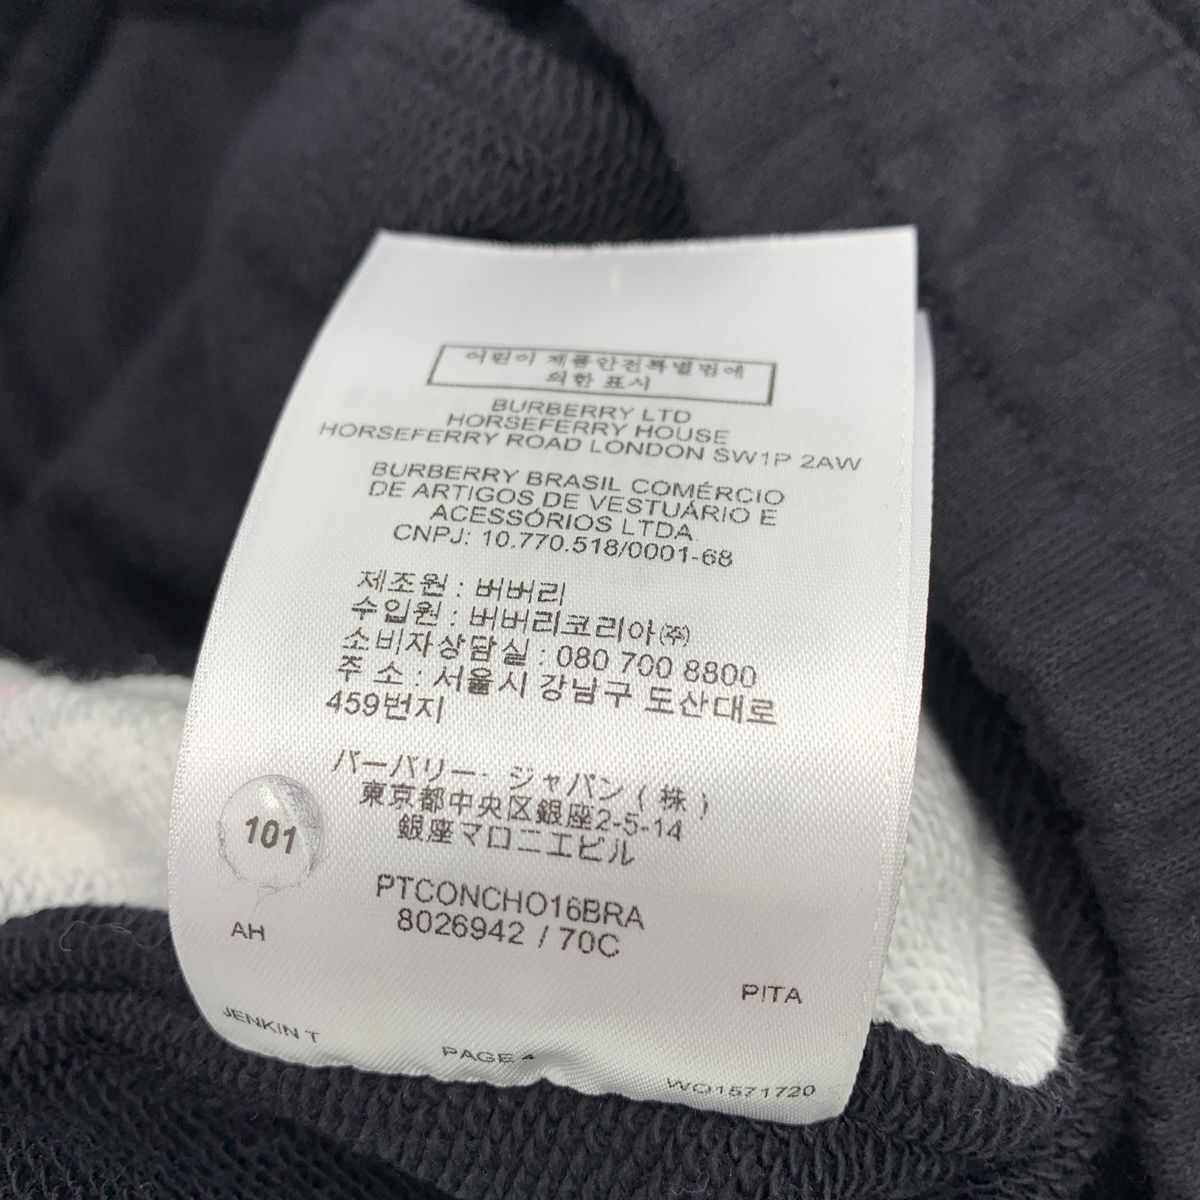 어린이 제품안전특별법에
의한 표시
BURBERRY LTD
HORSEFERRY HOUSE
HORSEFERRY ROAD LONDON SW1P 2AW
BURBERRY BRASIL COMÉRCIO
DE ARTIGOS DE VESTUÁRIO E
ACESSÓRIOS LTDA.
CNPJ: 10.770.518/0001-68
제조원 : 버버리
수입원 : 버버리코리아㈜
소비자상담실 : 080 700 8800
주 소 : 서울시 강남구 도산대로
459번지
バーバリー・ジャパン(株)
東京都中央区銀座2-5-14
銀座マロニエビル
101
PTCONCHO16BRA
8026942 / 70C
AH
PITA
JENKIN T
PAGE 4
WO1571720